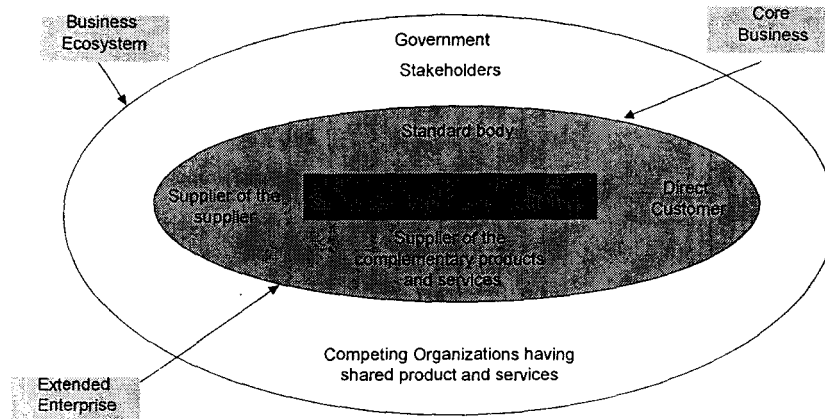 Business
Ecosystem
Core
Business
Government
Stakeholders
Standard body
Supplier of the
supplier
Direct
Customer
Supplier of the
complementary products
and services
Competing Organizations having
shared product and services
Extended
Enterprise